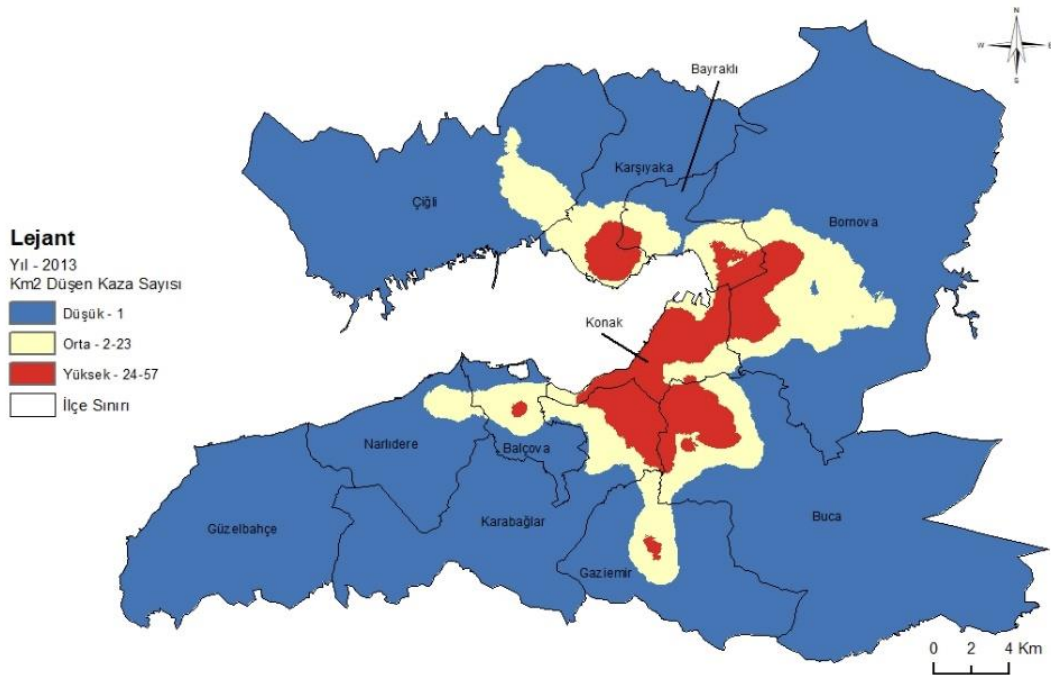 N
W
E
S
Bayraklı
Karşıyaka
Çiğli
Bornova
Lejant
Yıl - 2013
Km2 Düşen Kaza Sayısı
Düşük - 1
Orta - 2-23
Yüksek - 24-57
İlçe Sınırı
Konak
Narlıdere
Balçova
Güzelbahçe
Karabağlar
Buca
Gaziemir
0 2 4 Km